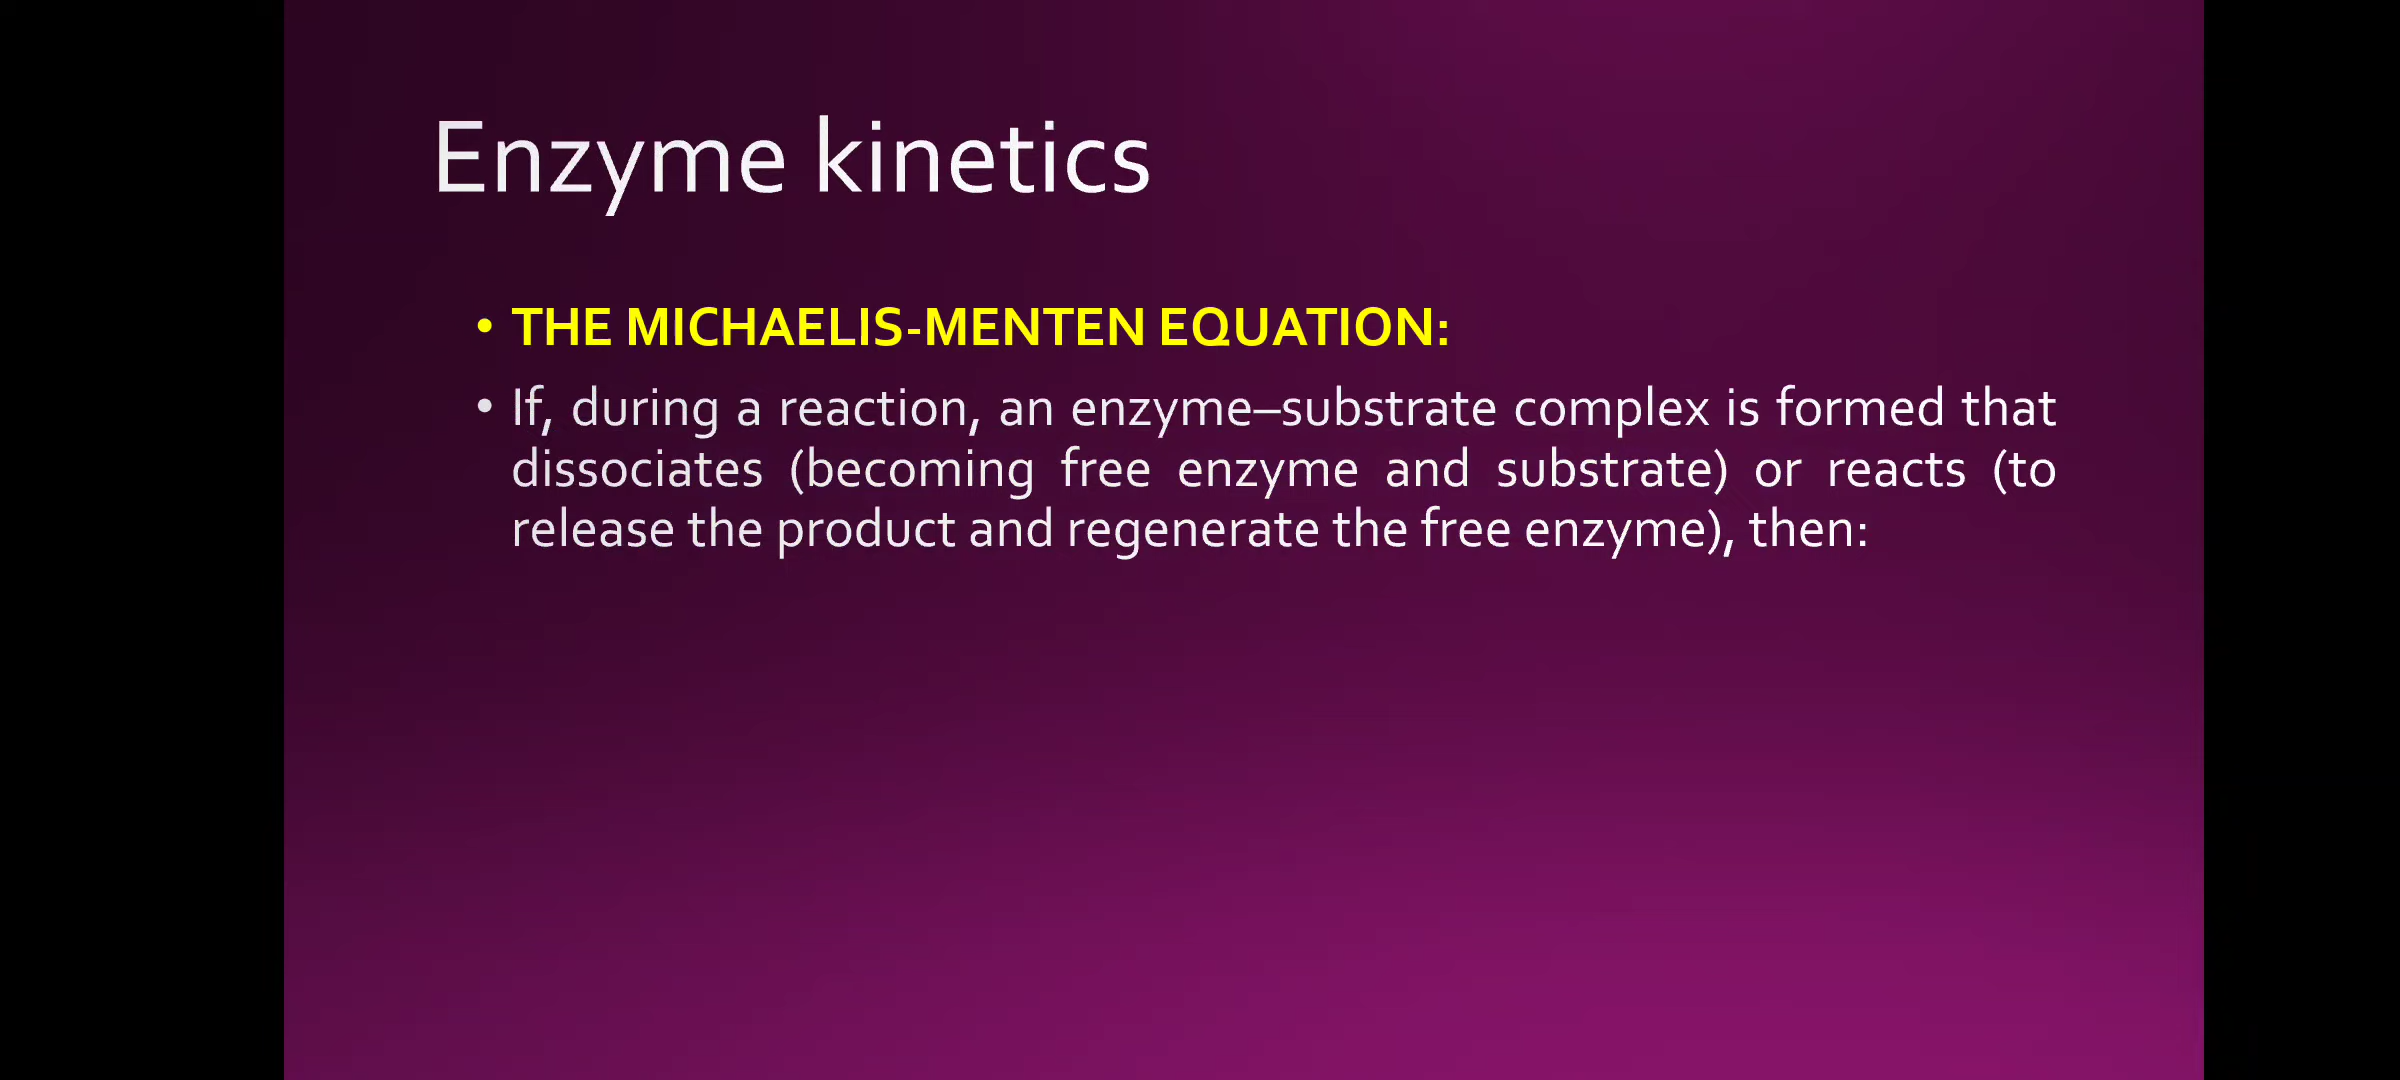 Enzyme kinetics
• THE MICHAELIS-MENTEN EQUATION:
• If, during a reaction, an enzyme–substrate complex is formed that
dissociates (becoming free enzyme and substrate) or reacts (to
release the product and regenerate the free enzyme), then: